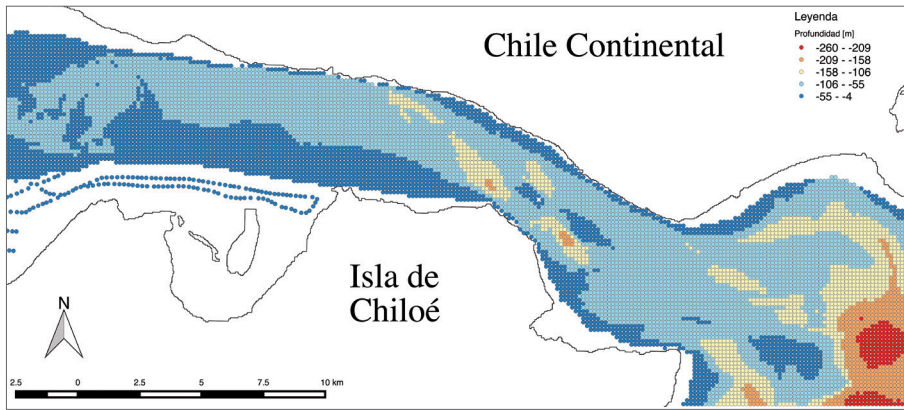 Chile Continental
Leyenda
Profundidad [m]
-260 - -209
-209 - -158
-158 - -106
-106 - -55
-55 - -4
Isla de
Chiloé
N
2.5 0 2.5 5 7.5 10 km